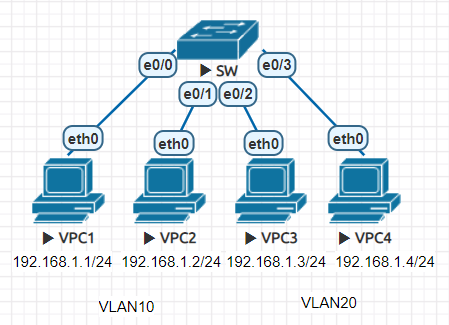 e0/0
SW
e0/3
e0/1
e0/2
eth0
eth0
eth0
eth0
VPC1
VPC2
VPC3
VPC4
192.168.1.1/24
192.168.1.2/24
192.168.1.3/24
192.168.1.4/24
VLAN10
VLAN20